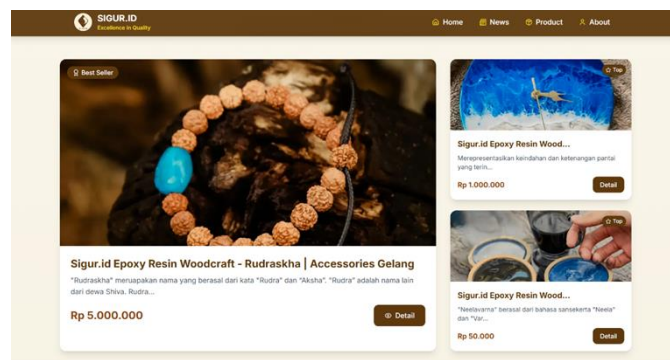 SIGUR.ID
Excellence in Quality
Home
News
Product
About
Best Seller
Sigur.id Epoxy Resin Woodcraft - Rudraskha | Accessories Gelang
"Rudraskha" meruapakan nama yang berasal dari kata "Rudra" dan "Aksha". "Rudra" adalah nama lain
dari dewa Shiva. Rudra...
Rp 5.000.000
Detail
Top
Sigur.id Epoxy Resin Wood...
Merepresentasikan keindahan dan ketenangan pantai
yang terin...
Rp 1.000.000
Detail
Top
Sigur.id Epoxy Resin Wood...
"Neelavarna" berasal dari bahasa sansekerta "Neela"
dan "Var...
Rp 50.000
Detail